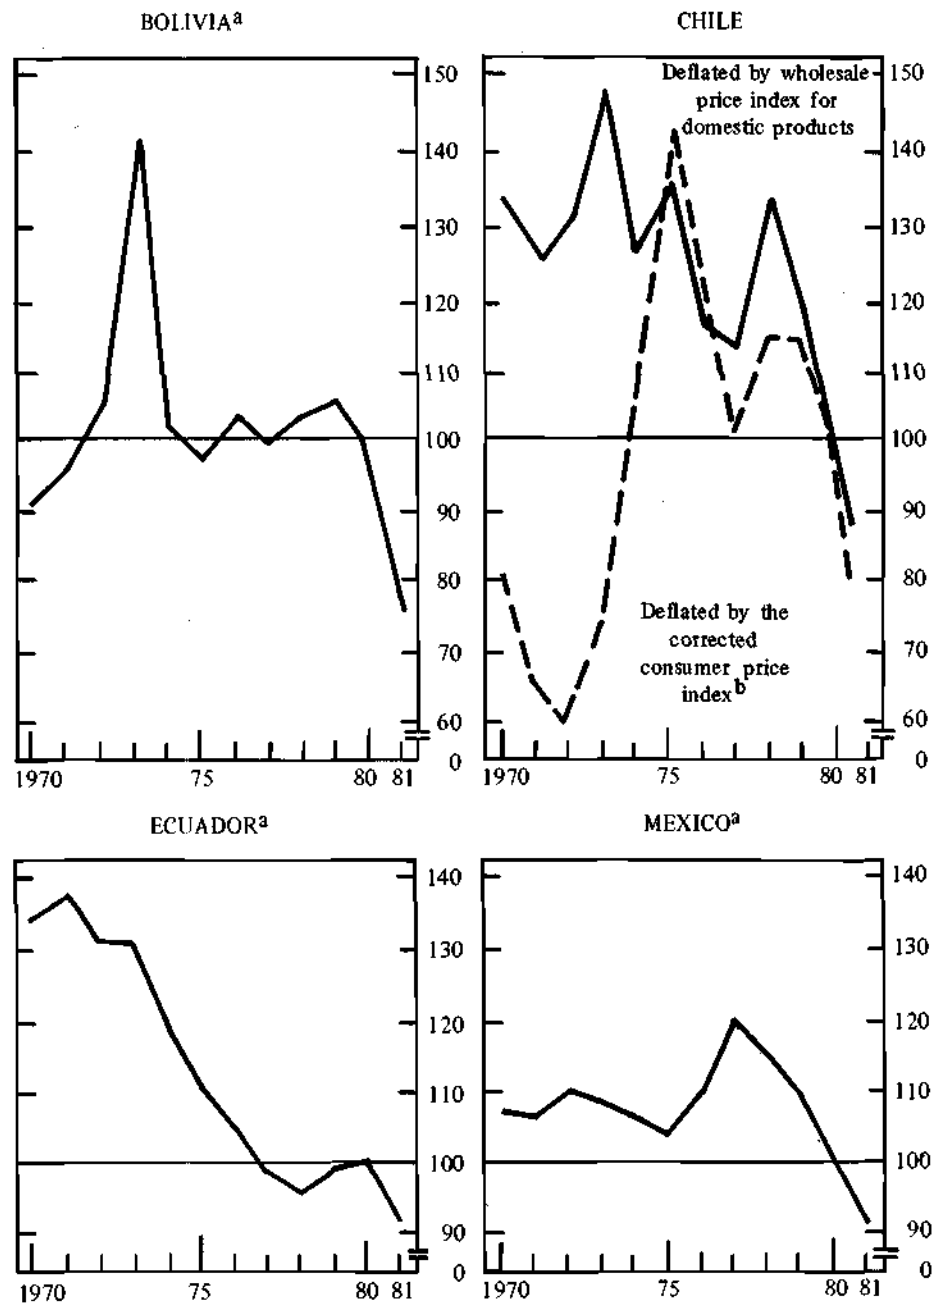 BOLIVIAᵃ
150
140
130
120
110
100
90
80
70
60
0
1970 75 80 81
CHILE
Deflated by wholesale
price index for
domestic products
Deflated by the
corrected
consumer price
indexᵇ
150
140
130
120
110
100
90
80
70
60
0
1970 75 80 81
ECUADORᵃ
140
130
120
110
100
90
0
1970 75 80 81
MEXICOᵃ
140
130
120
110
100
90
0
1970 75 80 81